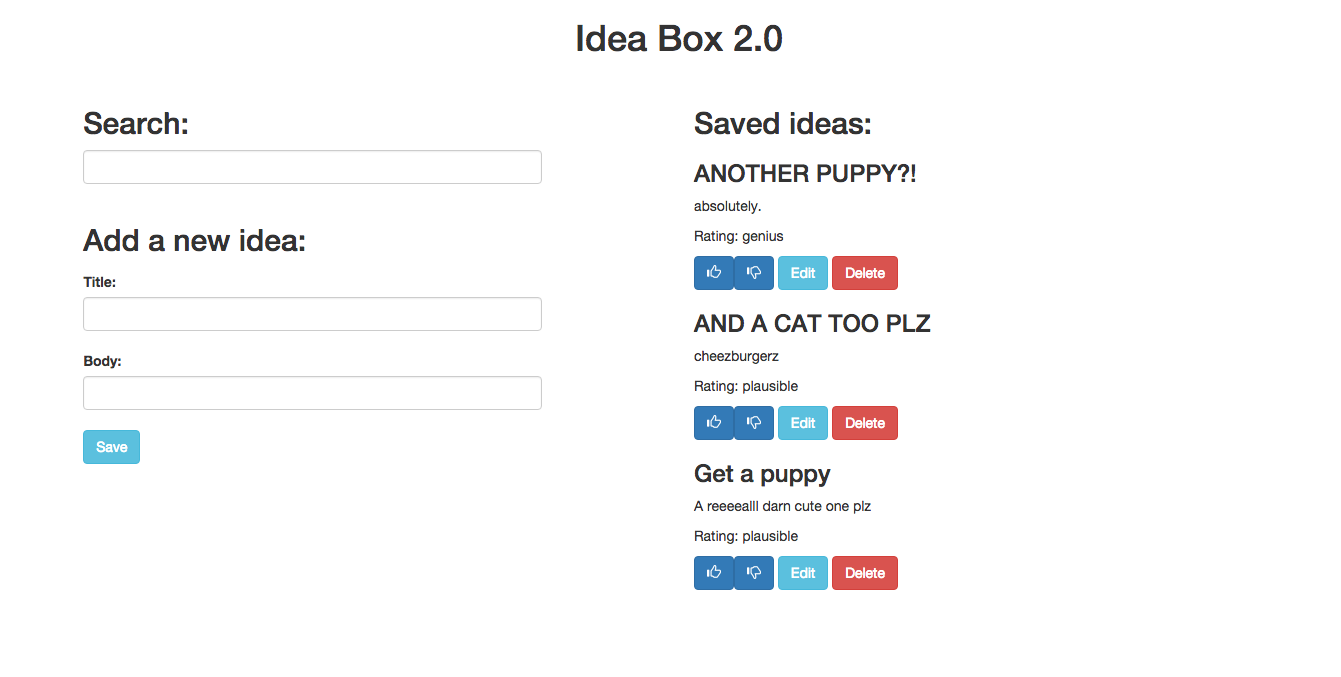 Idea Box 2.0
Search:
Add a new idea:
Title:
Body:
Save
Saved ideas:
ANOTHER PUPPY?!
absolutely.
Rating: genius
Edit Delete
AND A CAT TOO PLZ
cheezburgerz
Rating: plausible
Edit Delete
Get a puppy
A reeeealll darn cute one plz
Rating: plausible
Edit Delete